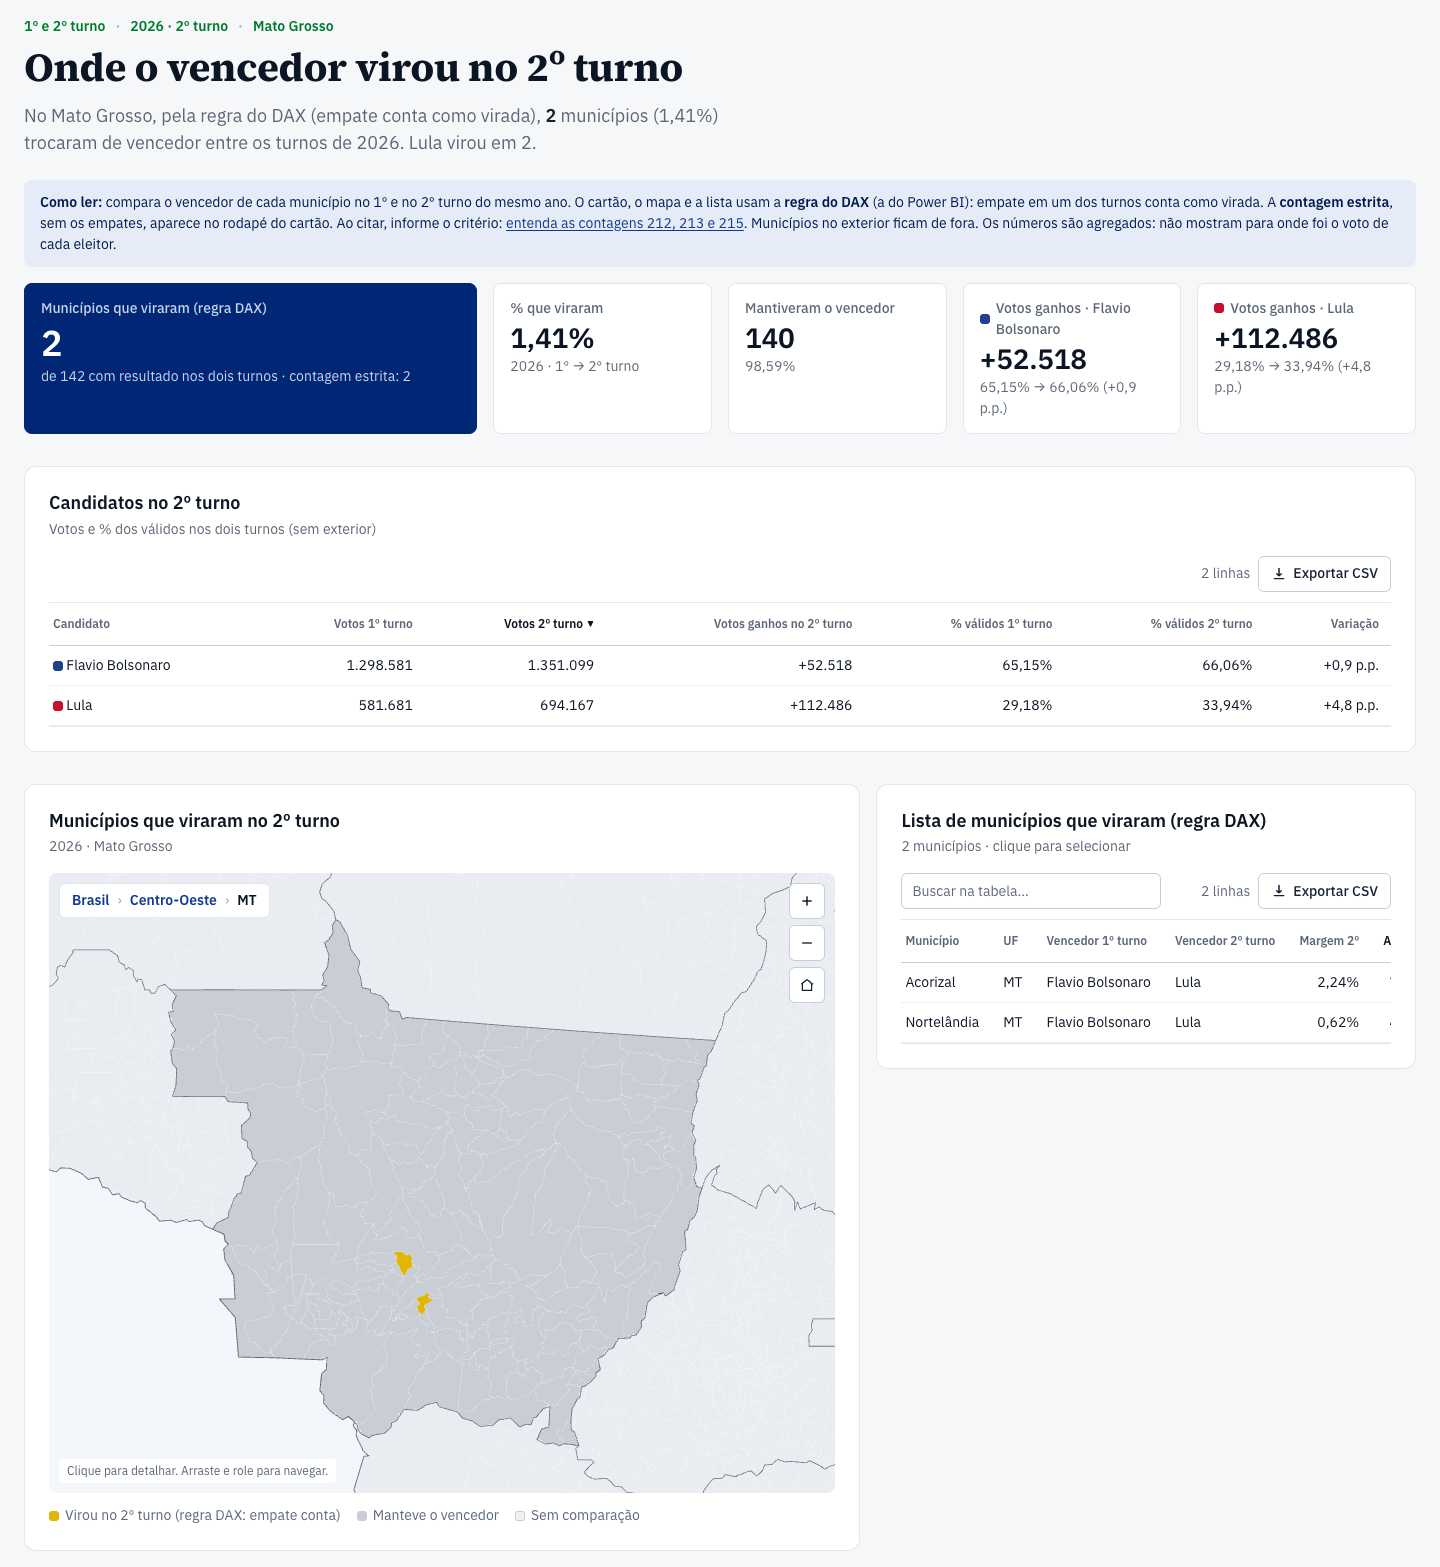 1º e 2º turno · 2026 · 2º turno · Mato Grosso
Onde o vencedor virou no 2º turno
No Mato Grosso, pela regra do DAX (empate conta como virada), 2 municípios (1,41%)
trocaram de vencedor entre os turnos de 2026. Lula virou em 2.
Como ler: compara o vencedor de cada município no 1º e no 2º turno do mesmo ano. O cartão, o mapa e a lista usam a regra do DAX (a do Power BI): empate em um dos turnos conta como virada. A contagem estrita,
sem os empates, aparece no rodapé do cartão. Ao citar, informe o critério: entenda as contagens 212, 213 e 215. Municípios no exterior ficam de fora. Os números são agregados: não mostram para onde foi o voto de
cada eleitor.
Municípios que viraram (regra DAX)
2
de 142 com resultado nos dois turnos · contagem estrita: 2
% que viraram
1,41%
2026 · 1º → 2º turno
Mantiveram o vencedor
140
98,59%
Votos ganhos · Flavio
Bolsonaro
+52.518
65,15% → 66,06% (+0,9
p.p.)
Votos ganhos · Lula
+112.486
29,18% → 33,94% (+4,8
p.p.)
Candidatos no 2º turno
Votos e % dos válidos nos dois turnos (sem exterior)
2 linhas Exportar CSV
Candidato Votos 1º turno Votos 2º turno ▼ Votos ganhos no 2º turno % válidos 1º turno % válidos 2º turno Variação
Flavio Bolsonaro 1.298.581 1.351.099 +52.518 65,15% 66,06% +0,9 p.p.
Lula 581.681 694.167 +112.486 29,18% 33,94% +4,8 p.p.
Municípios que viraram no 2º turno
2026 · Mato Grosso
Brasil › Centro-Oeste › MT
+
−
Clique para detalhar. Arraste e role para navegar.
Virou no 2º turno (regra DAX: empate conta) Manteve o vencedor Sem comparação
Lista de municípios que viraram (regra DAX)
2 municípios · clique para selecionar
Buscar na tabela... 2 linhas Exportar CSV
Município UF Vencedor 1º turno Vencedor 2º turno Margem 2º
Acorizal MT Flavio Bolsonaro Lula 2,24%
Nortelândia MT Flavio Bolsonaro Lula 0,62%